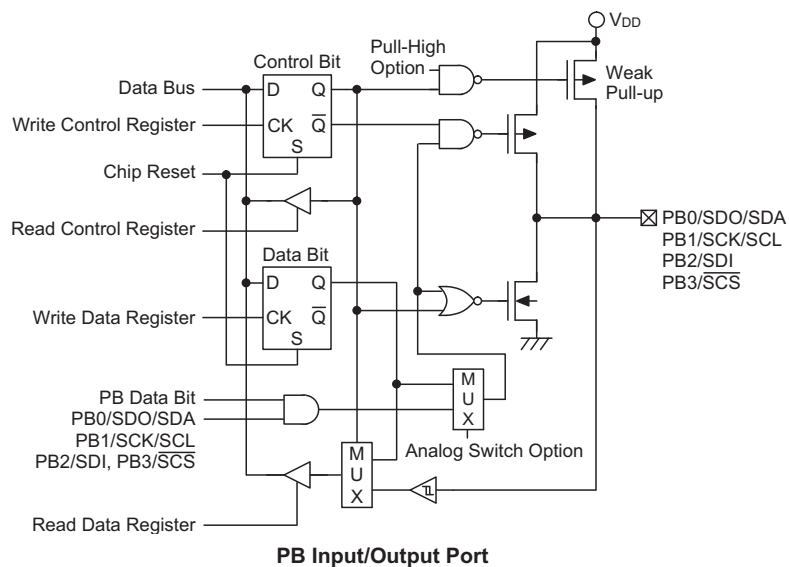 VDD
Control Bit
Pull-High
Option
Weak
Pull-up
Data Bus
D Q
Write Control Register
CK Q̅
S
Chip Reset
Read Control Register
PB0/SDO/SDA
PB1/SCK/SCL
PB2/SDI
PB3/S̅C̅S̅
Data Bit
D Q
Write Data Register
CK Q̅
S
PB Data Bit
PB0/SDO/SDA
PB1/SCK/SCL
PB2/SDI, PB3/S̅C̅S̅
M
U
X
Analog Switch Option
M
U
X
Read Data Register
PB Input/Output Port